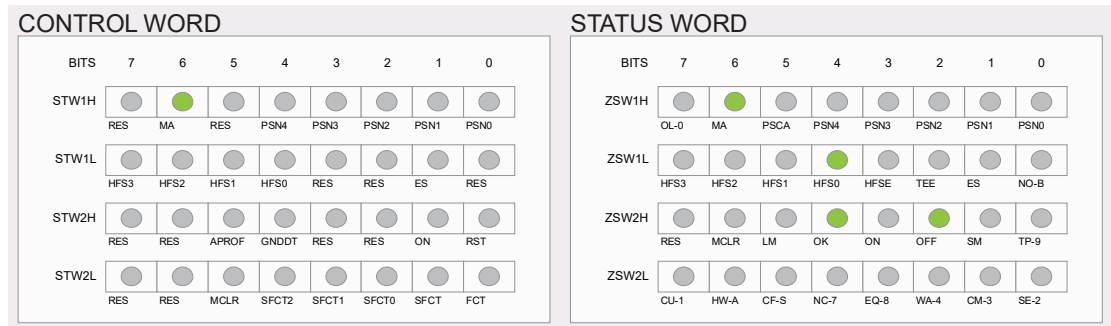 CONTROL WORD
BITS 7 6 5 4 3 2 1 0
STW1H
RES MA RES PSN4 PSN3 PSN2 PSN1 PSN0
STW1L
HFS3 HFS2 HFS1 HFS0 RES RES ES RES
STW2H
RES RES APROF GNDDT RES RES ON RST
STW2L
RES RES MCLR SFCT2 SFCT1 SFCT0 SFCT FCT
STATUS WORD
BITS 7 6 5 4 3 2 1 0
ZSW1H
OL-0 MA PSCA PSN4 PSN3 PSN2 PSN1 PSN0
ZSW1L
HFS3 HFS2 HFS1 HFS0 HFSE TEE ES NO-B
ZSW2H
RES MCLR LM OK ON OFF SM TP-9
ZSW2L
CU-1 HW-A CF-S NC-7 EQ-8 WA-4 CM-3 SE-2